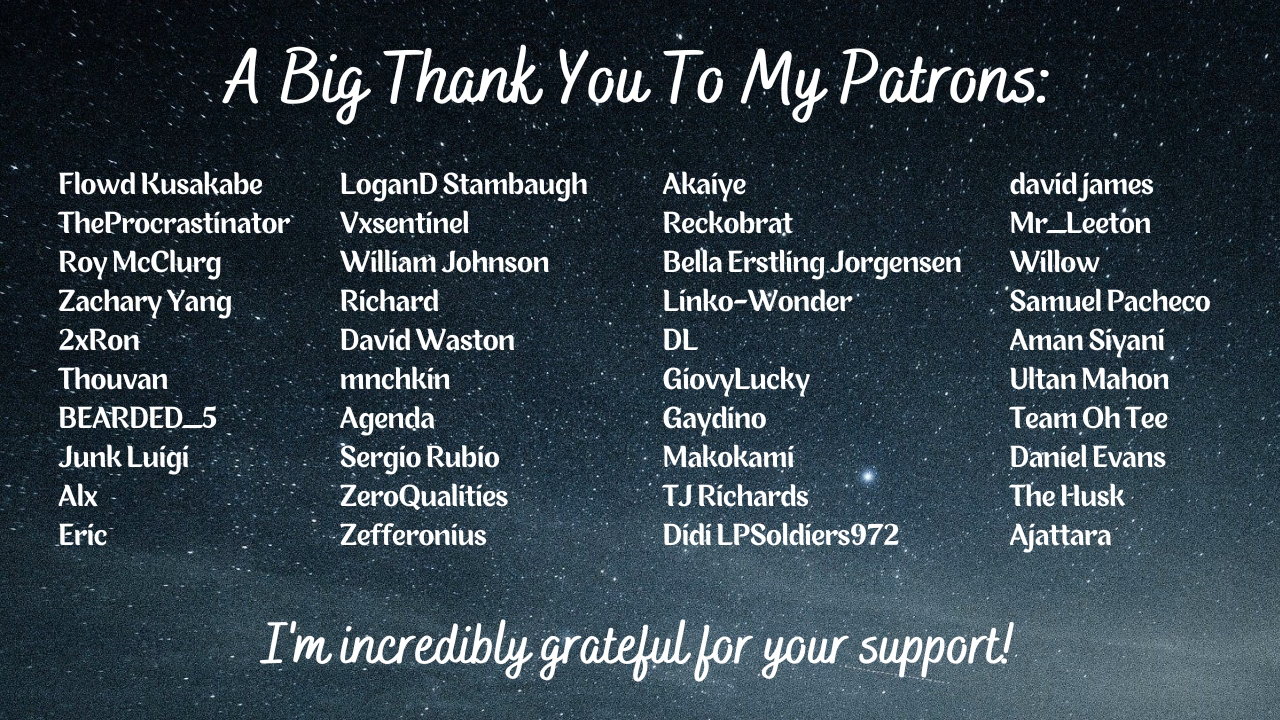 A Big Thank You To My Patrons:
Flowd Kusakabe
TheProcrastinator
Roy McClurg
Zachary Yang
2xRon
Thouvan
BEARDED_5
Junk Luigi
Alx
Eric
LoganD Stambaugh
Vxsentinel
William Johnson
Richard
David Waston
mnchkin
Agenda
Sergio Rubio
ZeroQualities
Zefferonius
Akaiye
Reckobrat
Bella Erstling Jorgensen
Linko-Wonder
DL
GiovyLucky
Gaydino
Makokami
TJ Richards
Didi LPSoldiers972
david james
Mr_Leeton
Willow
Samuel Pacheco
Aman Siyani
Ultan Mahon
Team Oh Tee
Daniel Evans
The Husk
Ajattara
I'm incredibly grateful for your support!